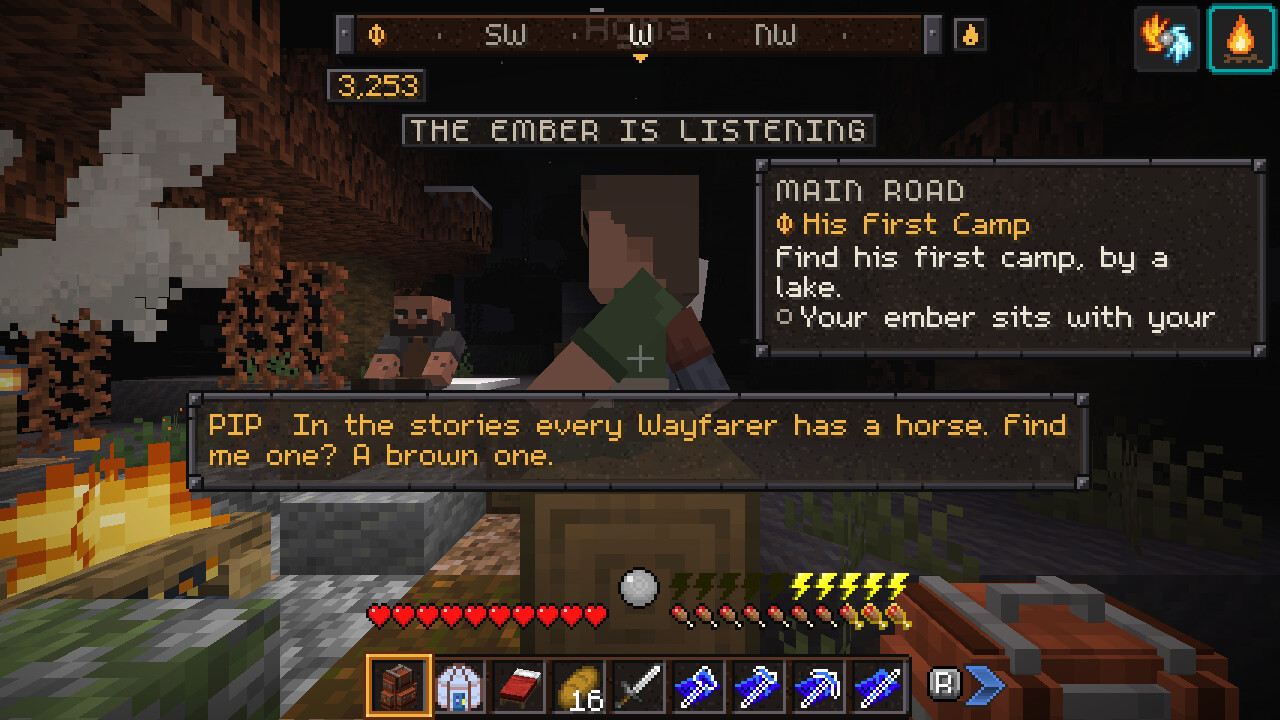 SW
W
NW
3,253
THE EMBER IS LISTENING
MAIN ROAD
His First Camp
Find his first camp, by a
lake.
Your ember sits with your
PIP In the stories every Wayfarer has a horse. Find
me one? A brown one.
16
R